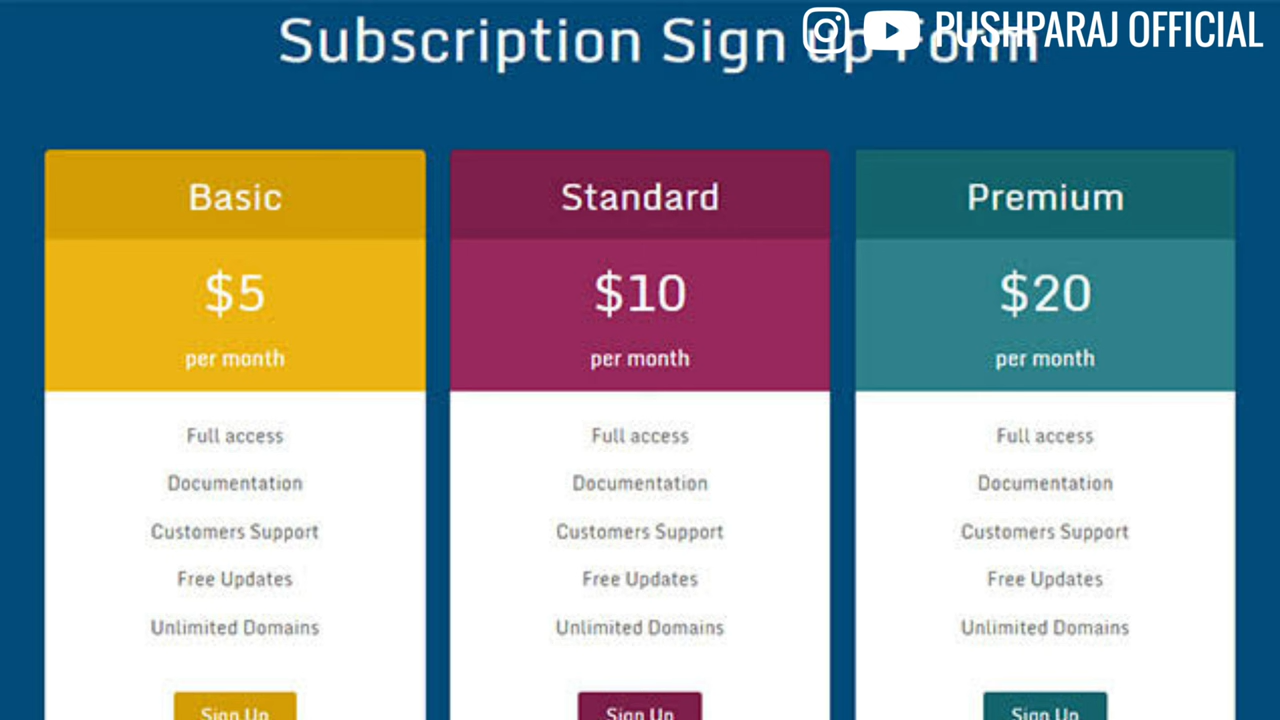 Subscription Sign up Form
PUSHPARAJ OFFICIAL
Basic
$5
per month
Full access
Documentation
Customers Support
Free Updates
Unlimited Domains
Sign Up
Standard
$10
per month
Full access
Documentation
Customers Support
Free Updates
Unlimited Domains
Sign Up
Premium
$20
per month
Full access
Documentation
Customers Support
Free Updates
Unlimited Domains
Sign Up